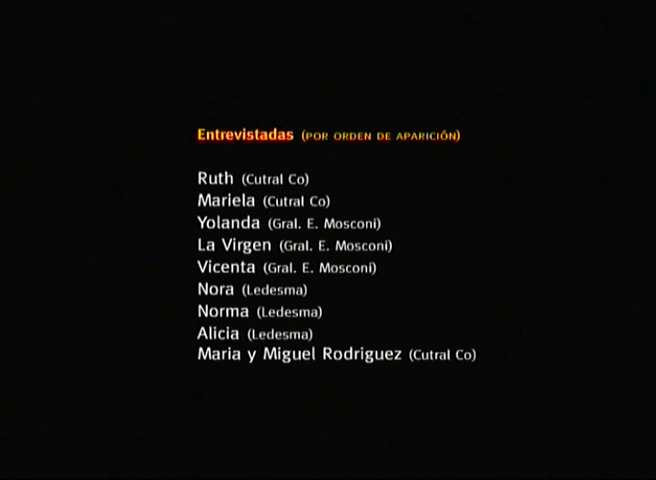 Entrevistadas (POR ORDEN DE APARICIÓN)
Ruth (Cutral Co)
Mariela (Cutral Co)
Yolanda (Gral. E. Mosconi)
La Virgen (Gral. E. Mosconi)
Vicenta (Gral. E. Mosconi)
Nora (Ledesma)
Norma (Ledesma)
Alicia (Ledesma)
Maria y Miguel Rodriguez (Cutral Co)